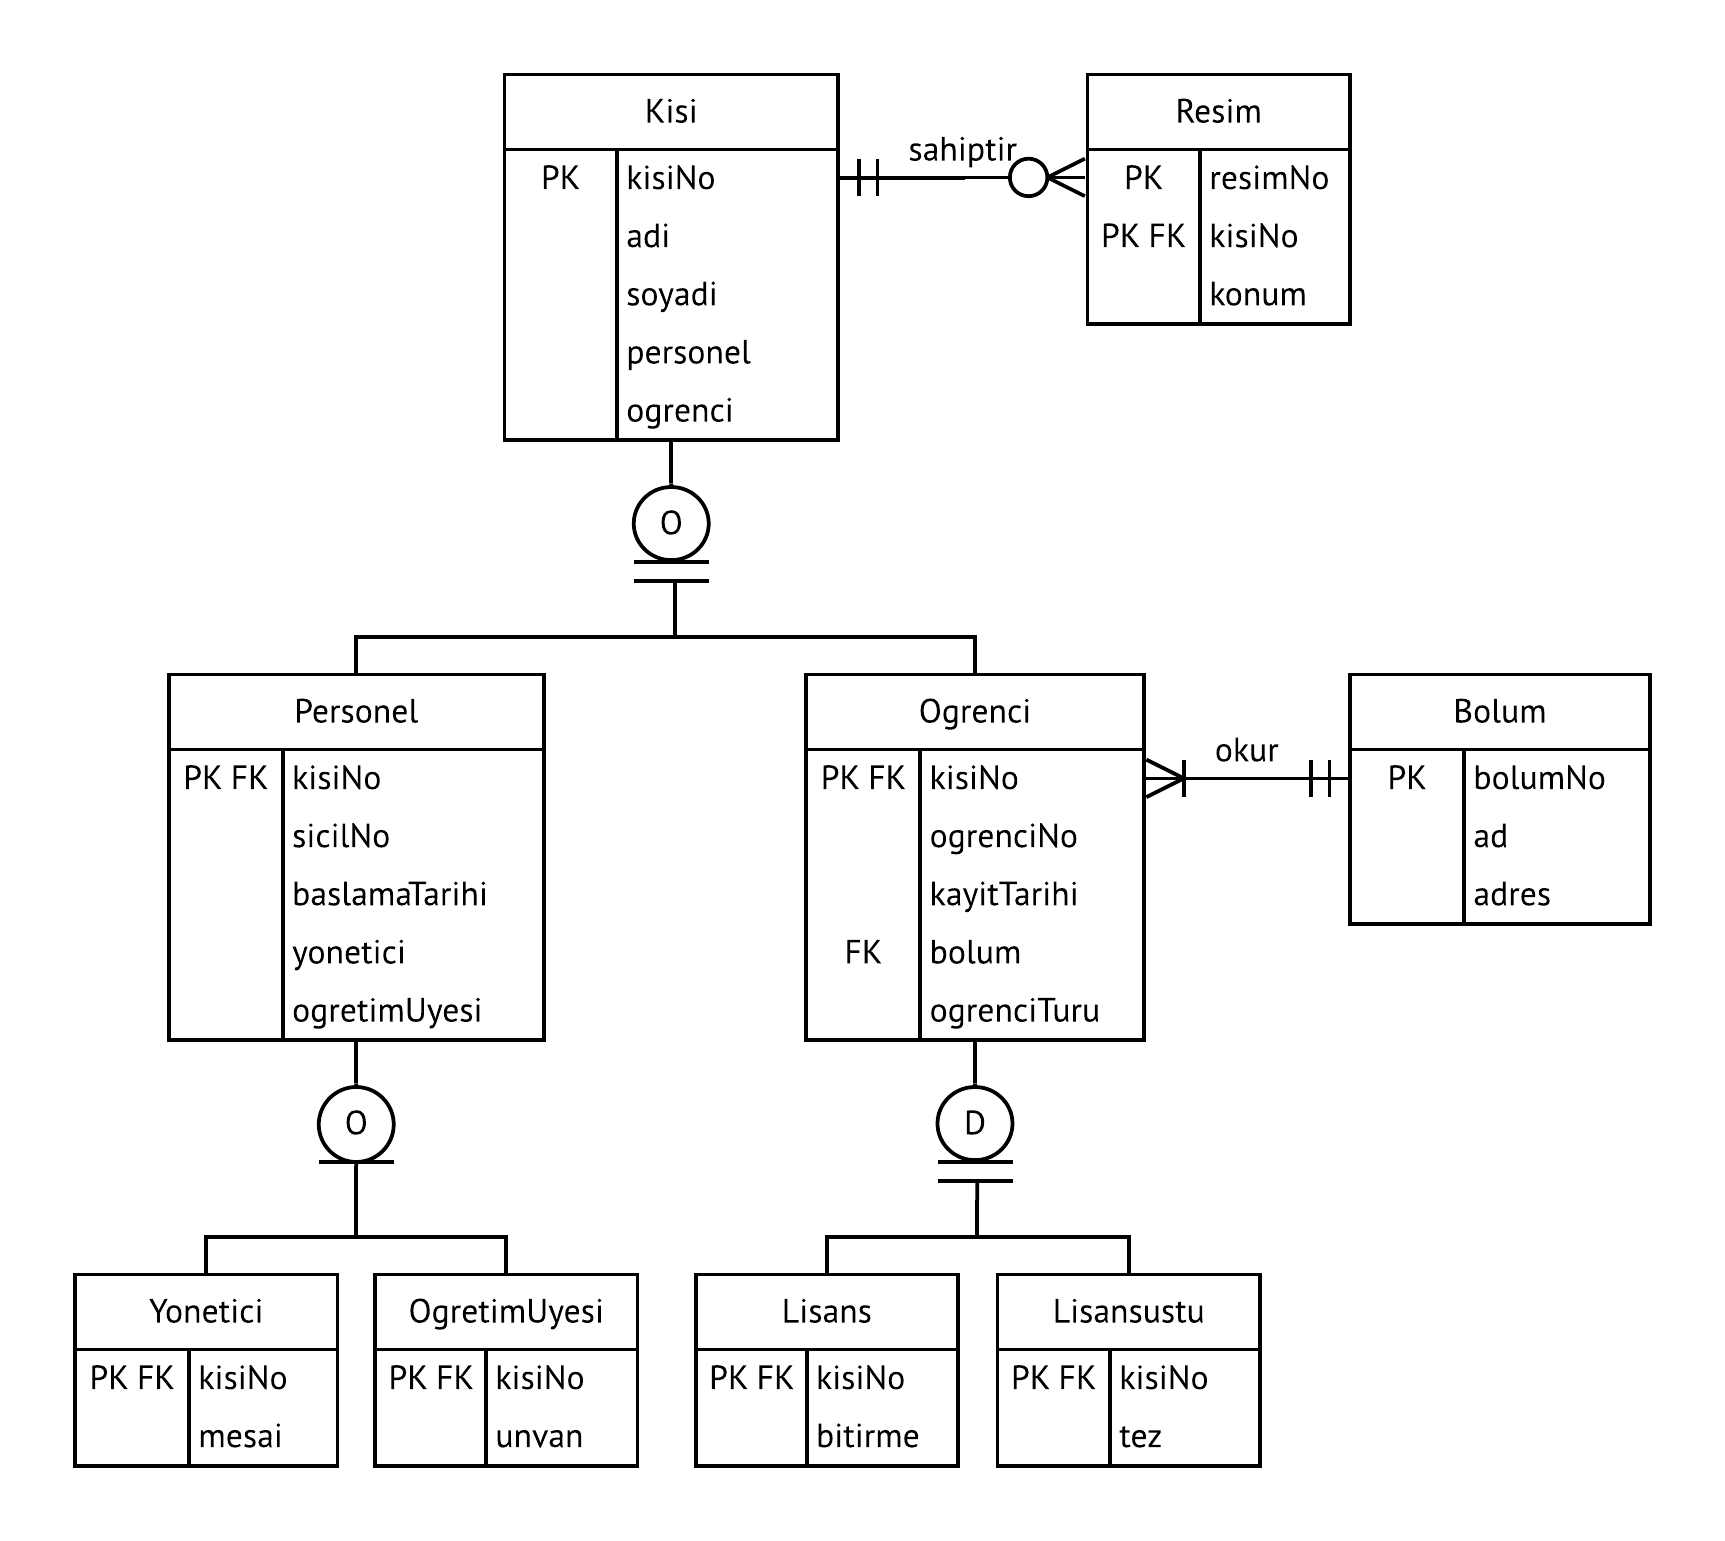 Kisi
PK kisiNo
adi
soyadi
personel
ogrenci
sahiptir
Resim
PK resimNo
PK FK kisiNo
konum
O
Personel
PK FK kisiNo
sicilNo
baslamaTarihi
yonetici
ogretimUyesi
Ogrenci
PK FK kisiNo
ogrenciNo
kayitTarihi
FK bolum
ogrenciTuru
okur
Bolum
PK bolumNo
ad
adres
O
D
Yonetici
PK FK kisiNo
mesai
OgretimUyesi
PK FK kisiNo
unvan
Lisans
PK FK kisiNo
bitirme
Lisansustu
PK FK kisiNo
tez